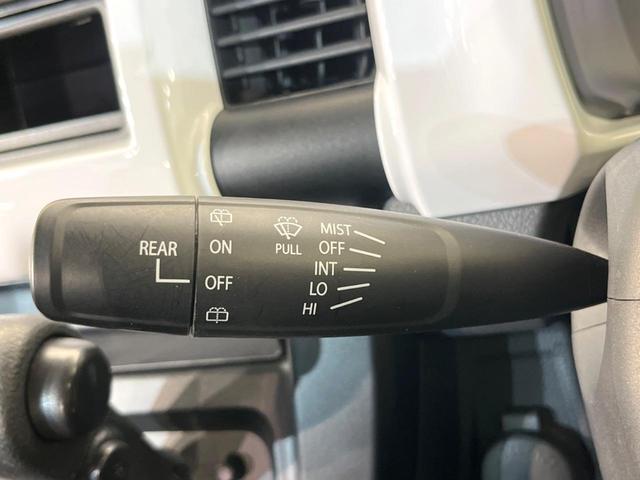 REAR
ON
OFF
PULL
MIST
OFF
INT
LO
HI